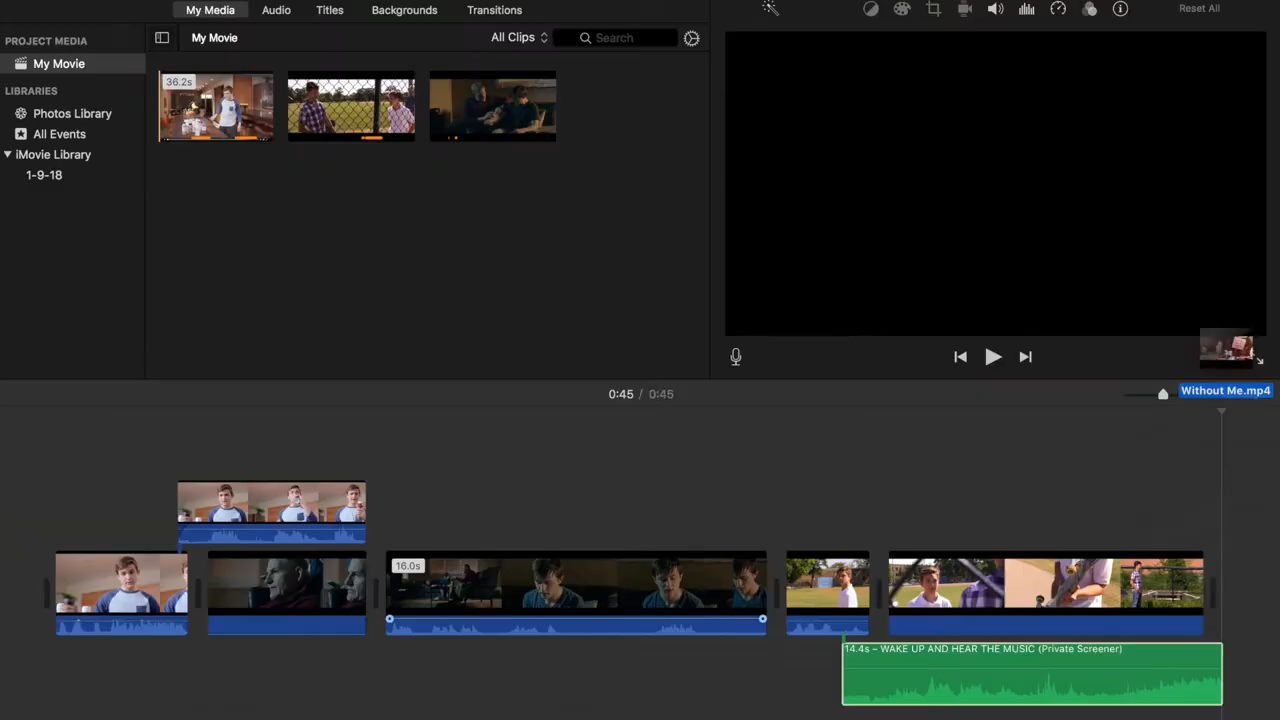 My Media Audio Titles Backgrounds Transitions
Reset All
PROJECT MEDIA
My Movie
LIBRARIES
Photos Library
All Events
iMovie Library
1-9-18
My Movie
All Clips
Search
36.2s
0:45 / 0:45
Without Me.mp4
16.0s
14.4s – WAKE UP AND HEAR THE MUSIC (Private Screener)